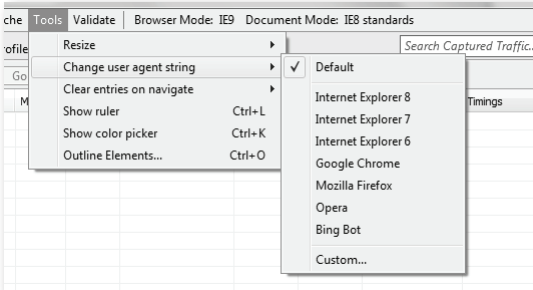 che Tools Validate Browser Mode: IE9 Document Mode: IE8 standards
ofile Search Captured Traffic..
Go
M Timings
Resize
Change user agent string
Clear entries on navigate
Show ruler Ctrl+L
Show color picker Ctrl+K
Outline Elements... Ctrl+O
Default
Internet Explorer 8
Internet Explorer 7
Internet Explorer 6
Google Chrome
Mozilla Firefox
Opera
Bing Bot
Custom...